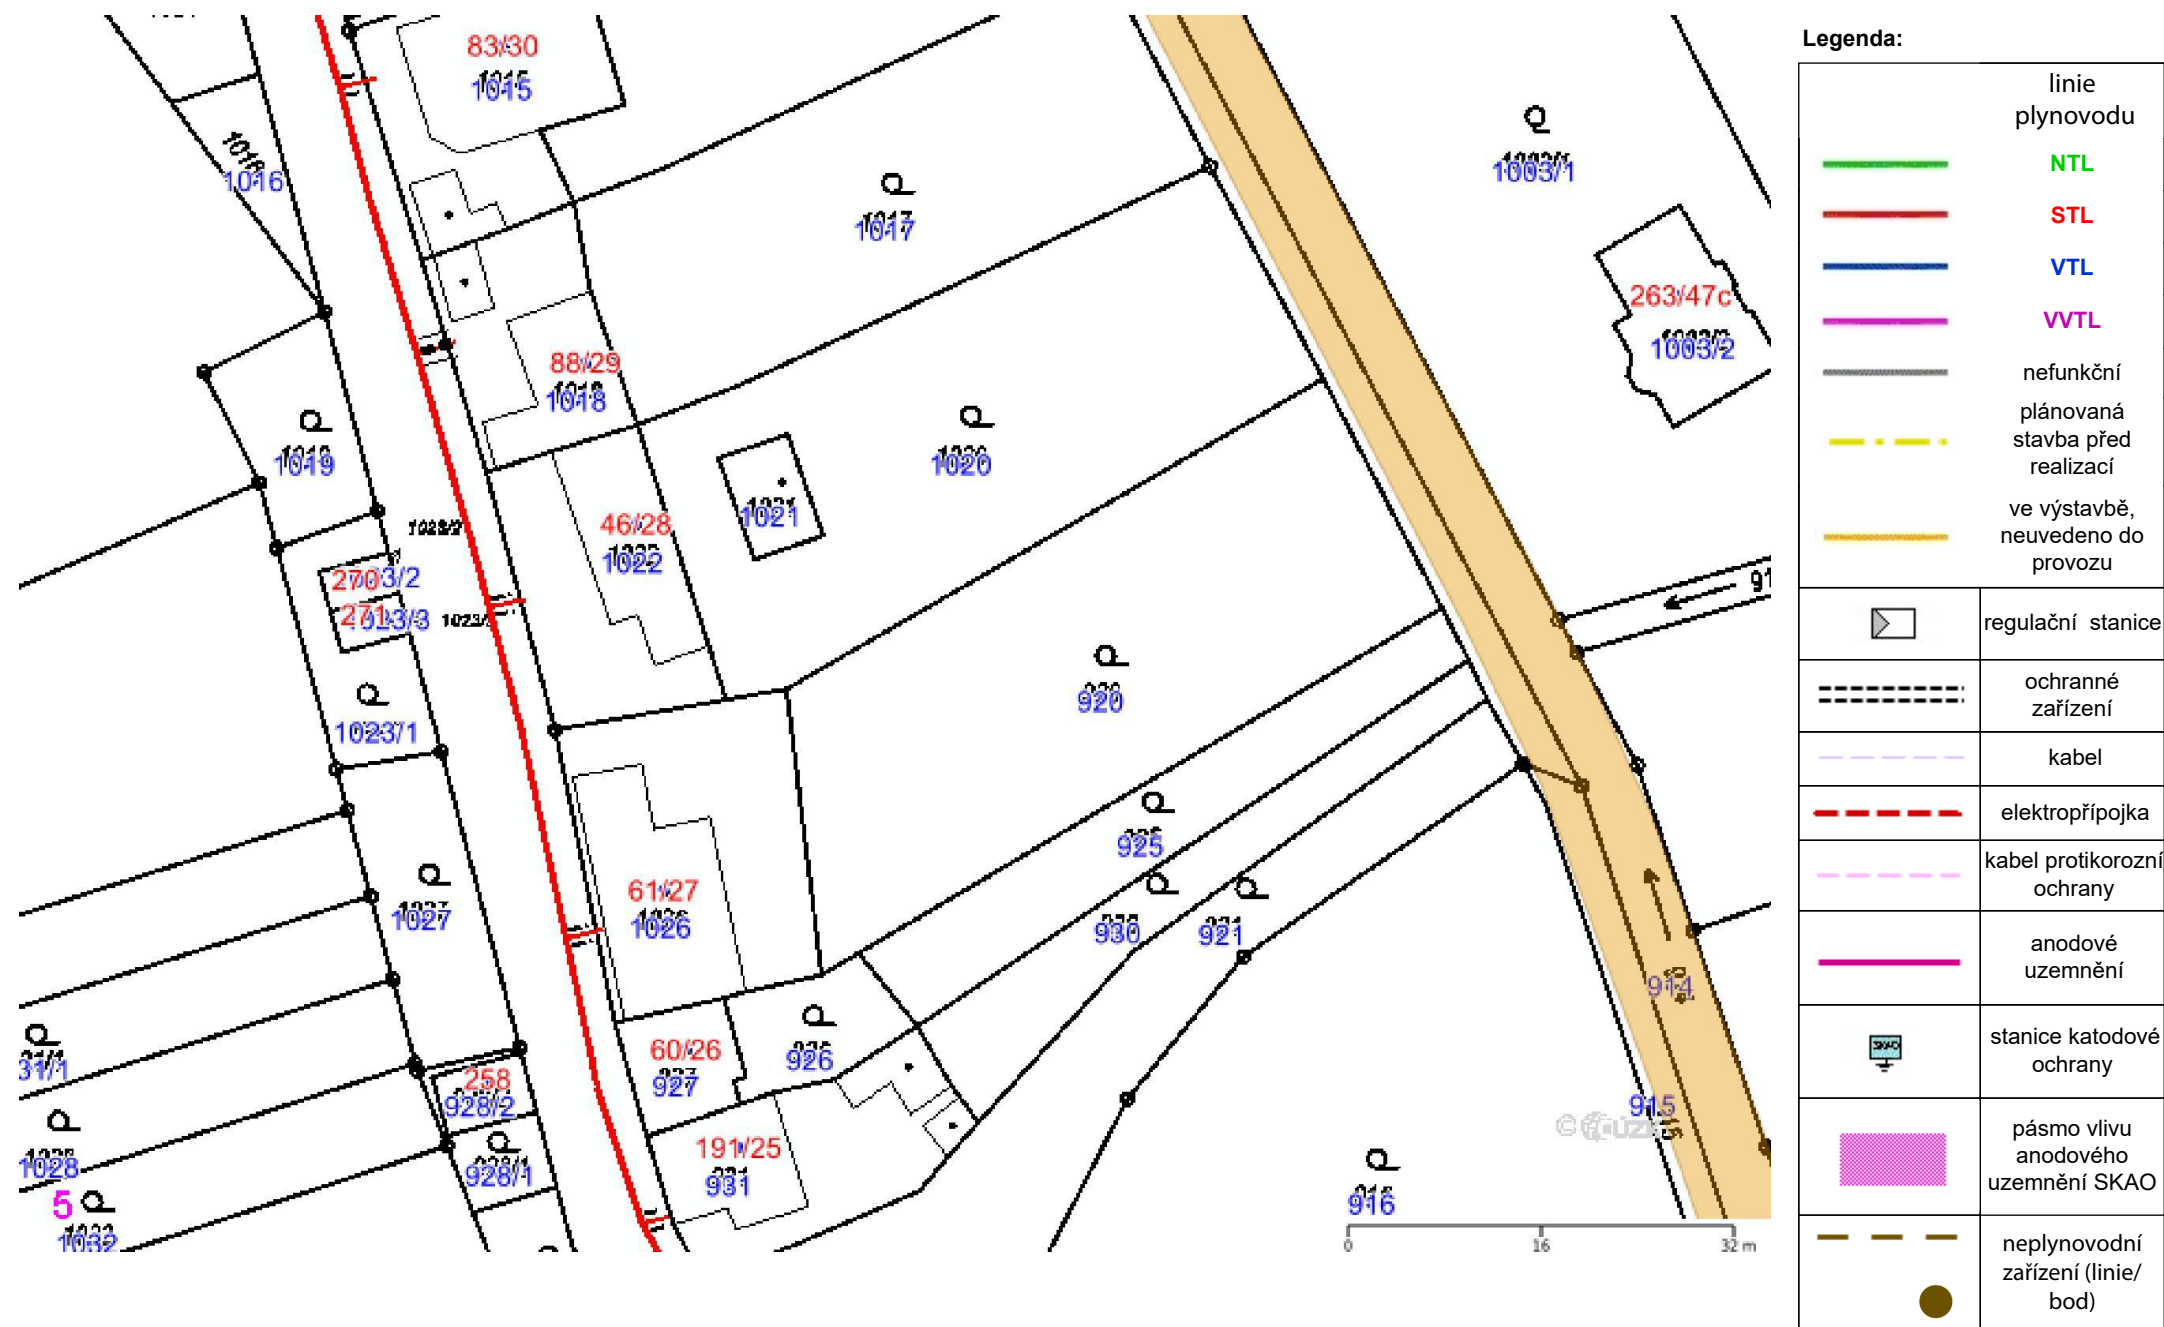 83/30
1015
1016
1017
1003/1
263/47c
1003/2
88/29
1018
1019
1020
1021
46/28
1022
270
1023/2
271
1023/3
1023/1
920
925
61/27
1026
1027
930
921
914
60/26
927
926
258
928/2
928/1
191/25
931
915
916
31/1
1028
5
1032
0 16 32 m
Legenda:
linie
plynovodu
NTL
STL
VTL
VVTL
nefunkční
plánovaná
stavba před
realizací
ve výstavbě,
neuvedeno do
provozu
regulační stanice
ochranné
zařízení
kabel
elektropřípojka
kabel protikorozní
ochrany
anodové
uzemnění
SKAO
stanice katodové
ochrany
pásmo vlivu
anodového
uzemnění SKAO
neplynovodní
zařízení (linie/
bod)